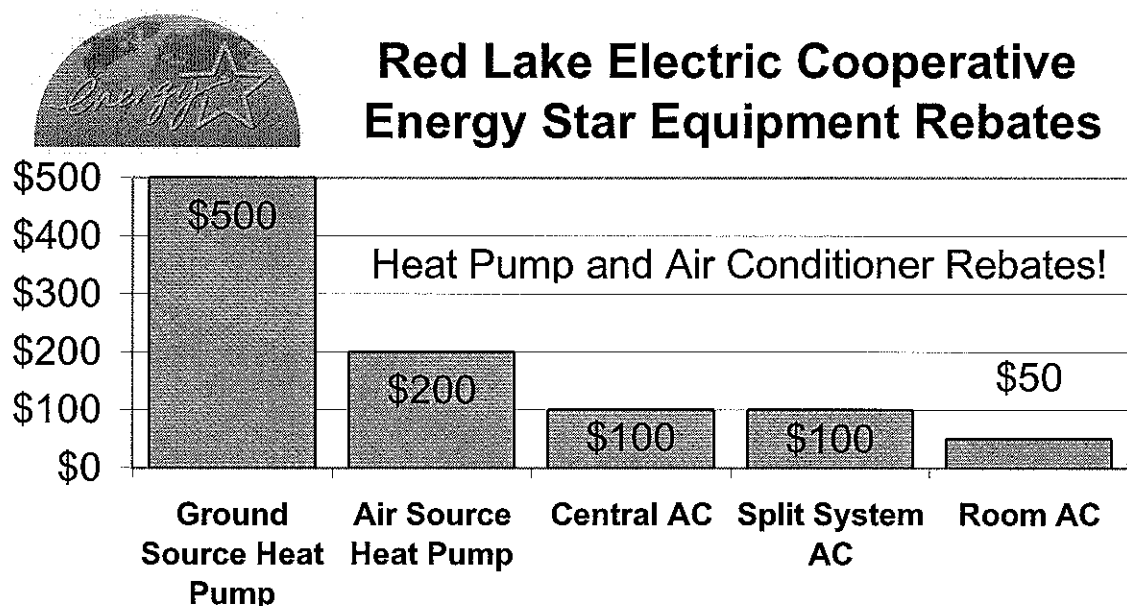 energy
Red Lake Electric Cooperative
Energy Star Equipment Rebates
$500
$400
$300
$200
$100
$0
Heat Pump and Air Conditioner Rebates!
$500
$200
$100
$100
$50
Ground
Source Heat
Pump
Air Source
Heat Pump
Central AC
Split System
AC
Room AC